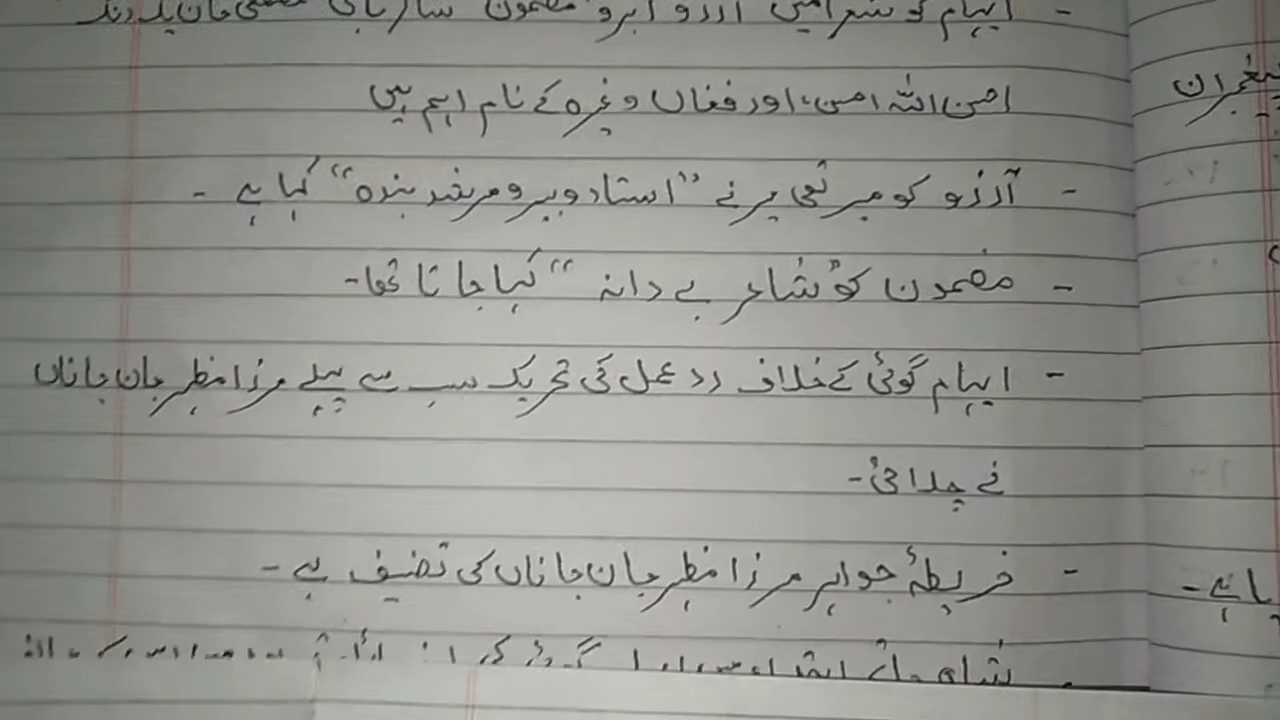 - ایہام گو شعرا میں آرزو آبرو مضمون
احسن اللہ احسن، اور فغاں وغیرہ کے نام اہم ہیں
- آرزو کو میر تقی میر نے "استاد و پیر و مرشد بندہ" کہا ہے -
- مضمون کو "شاعر بے دانہ" کہا جاتا تھا -
- ایہام گوئی کے خلاف رد عمل کی تحریک سب سے پہلے مرزا مظہر جان جاناں
نے چلائی -
- خریطۂ جواہر مرزا مظہر جان جاناں کی تصنیف ہے -